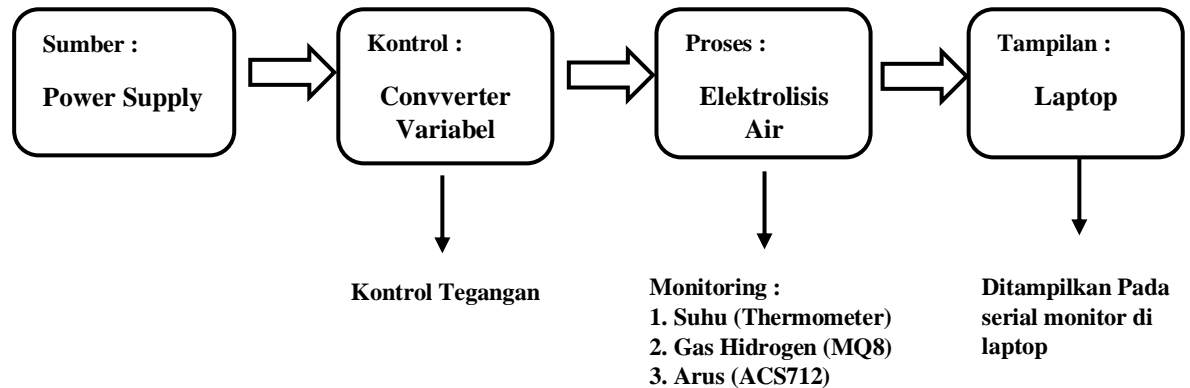 Sumber :
Power Supply
Kontrol :
Convverter
Variabel
Proses :
Elektrolisis
Air
Tampilan :
Laptop
Kontrol Tegangan
Monitoring :
1. Suhu (Thermometer)
2. Gas Hidrogen (MQ8)
3. Arus (ACS712)
Ditampilkan Pada
serial monitor di
laptop